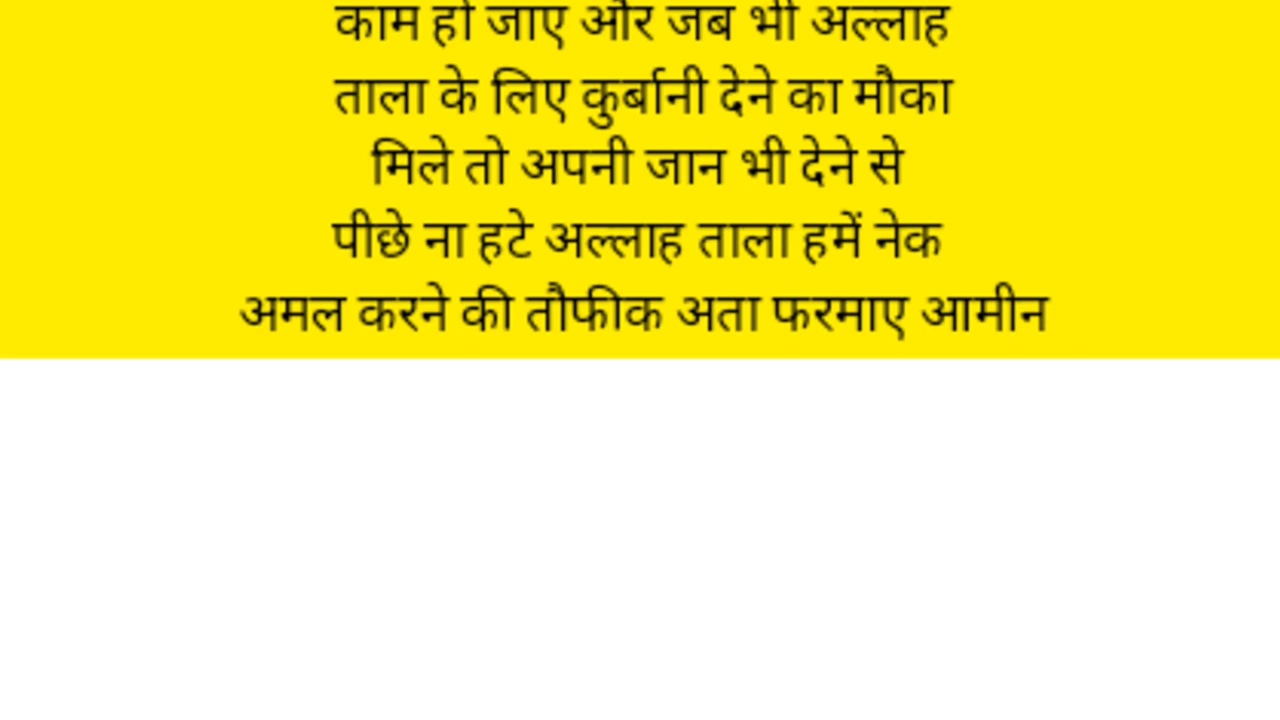 काम हो जाए और जब भी अल्लाह
ताला के लिए कुर्बानी देने का मौका
मिले तो अपनी जान भी देने से
पीछे ना हटे अल्लाह ताला हमें नेक
अमल करने की तौफीक अता फरमाए आमीन